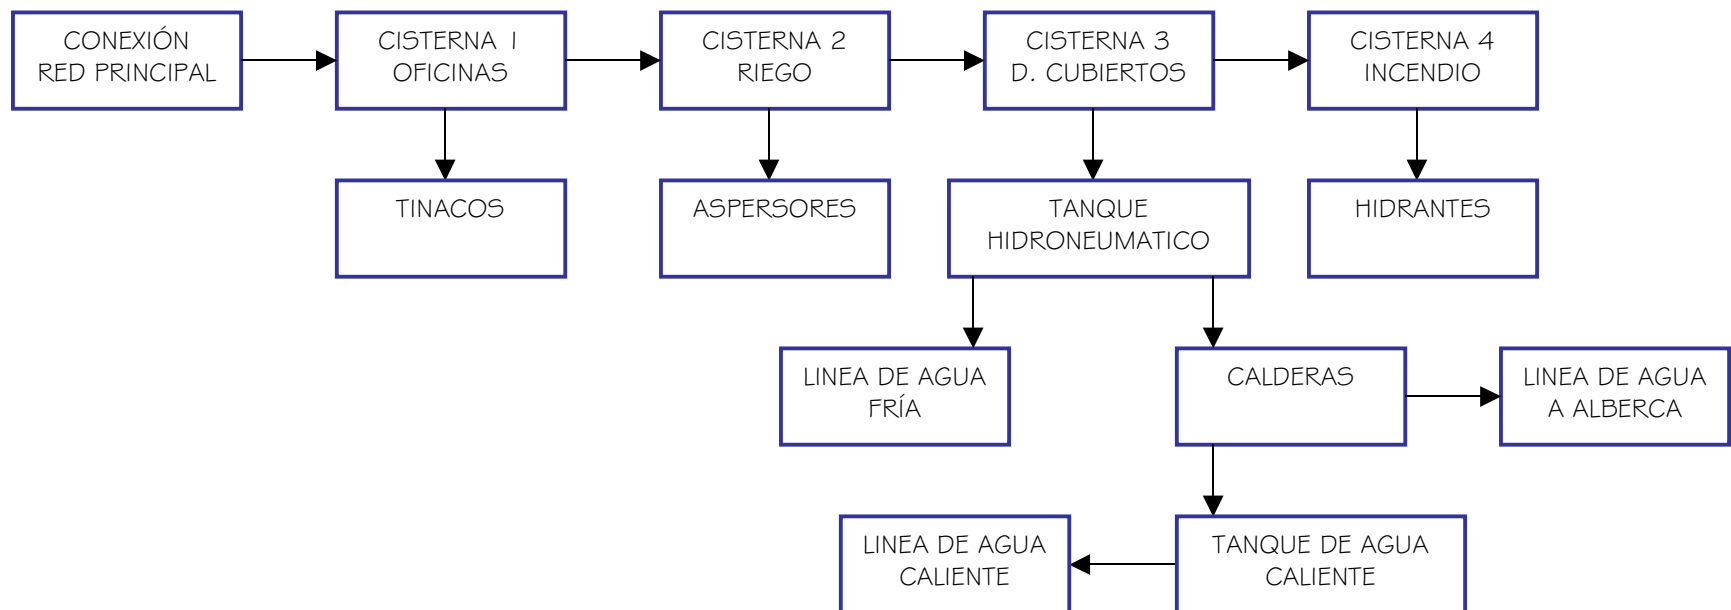 CONEXIÓN
RED PRINCIPAL
CISTERNA 1
OFICINAS
CISTERNA 2
RIEGO
CISTERNA 3
D. CUBIERTOS
CISTERNA 4
INCENDIO
TINACOS
ASPERSORES
TANQUE
HIDRONEUMATICO
HIDRANTES
LINEA DE AGUA
FRÍA
CALDERAS
LINEA DE AGUA
A ALBERCA
LINEA DE AGUA
CALIENTE
TANQUE DE AGUA
CALIENTE